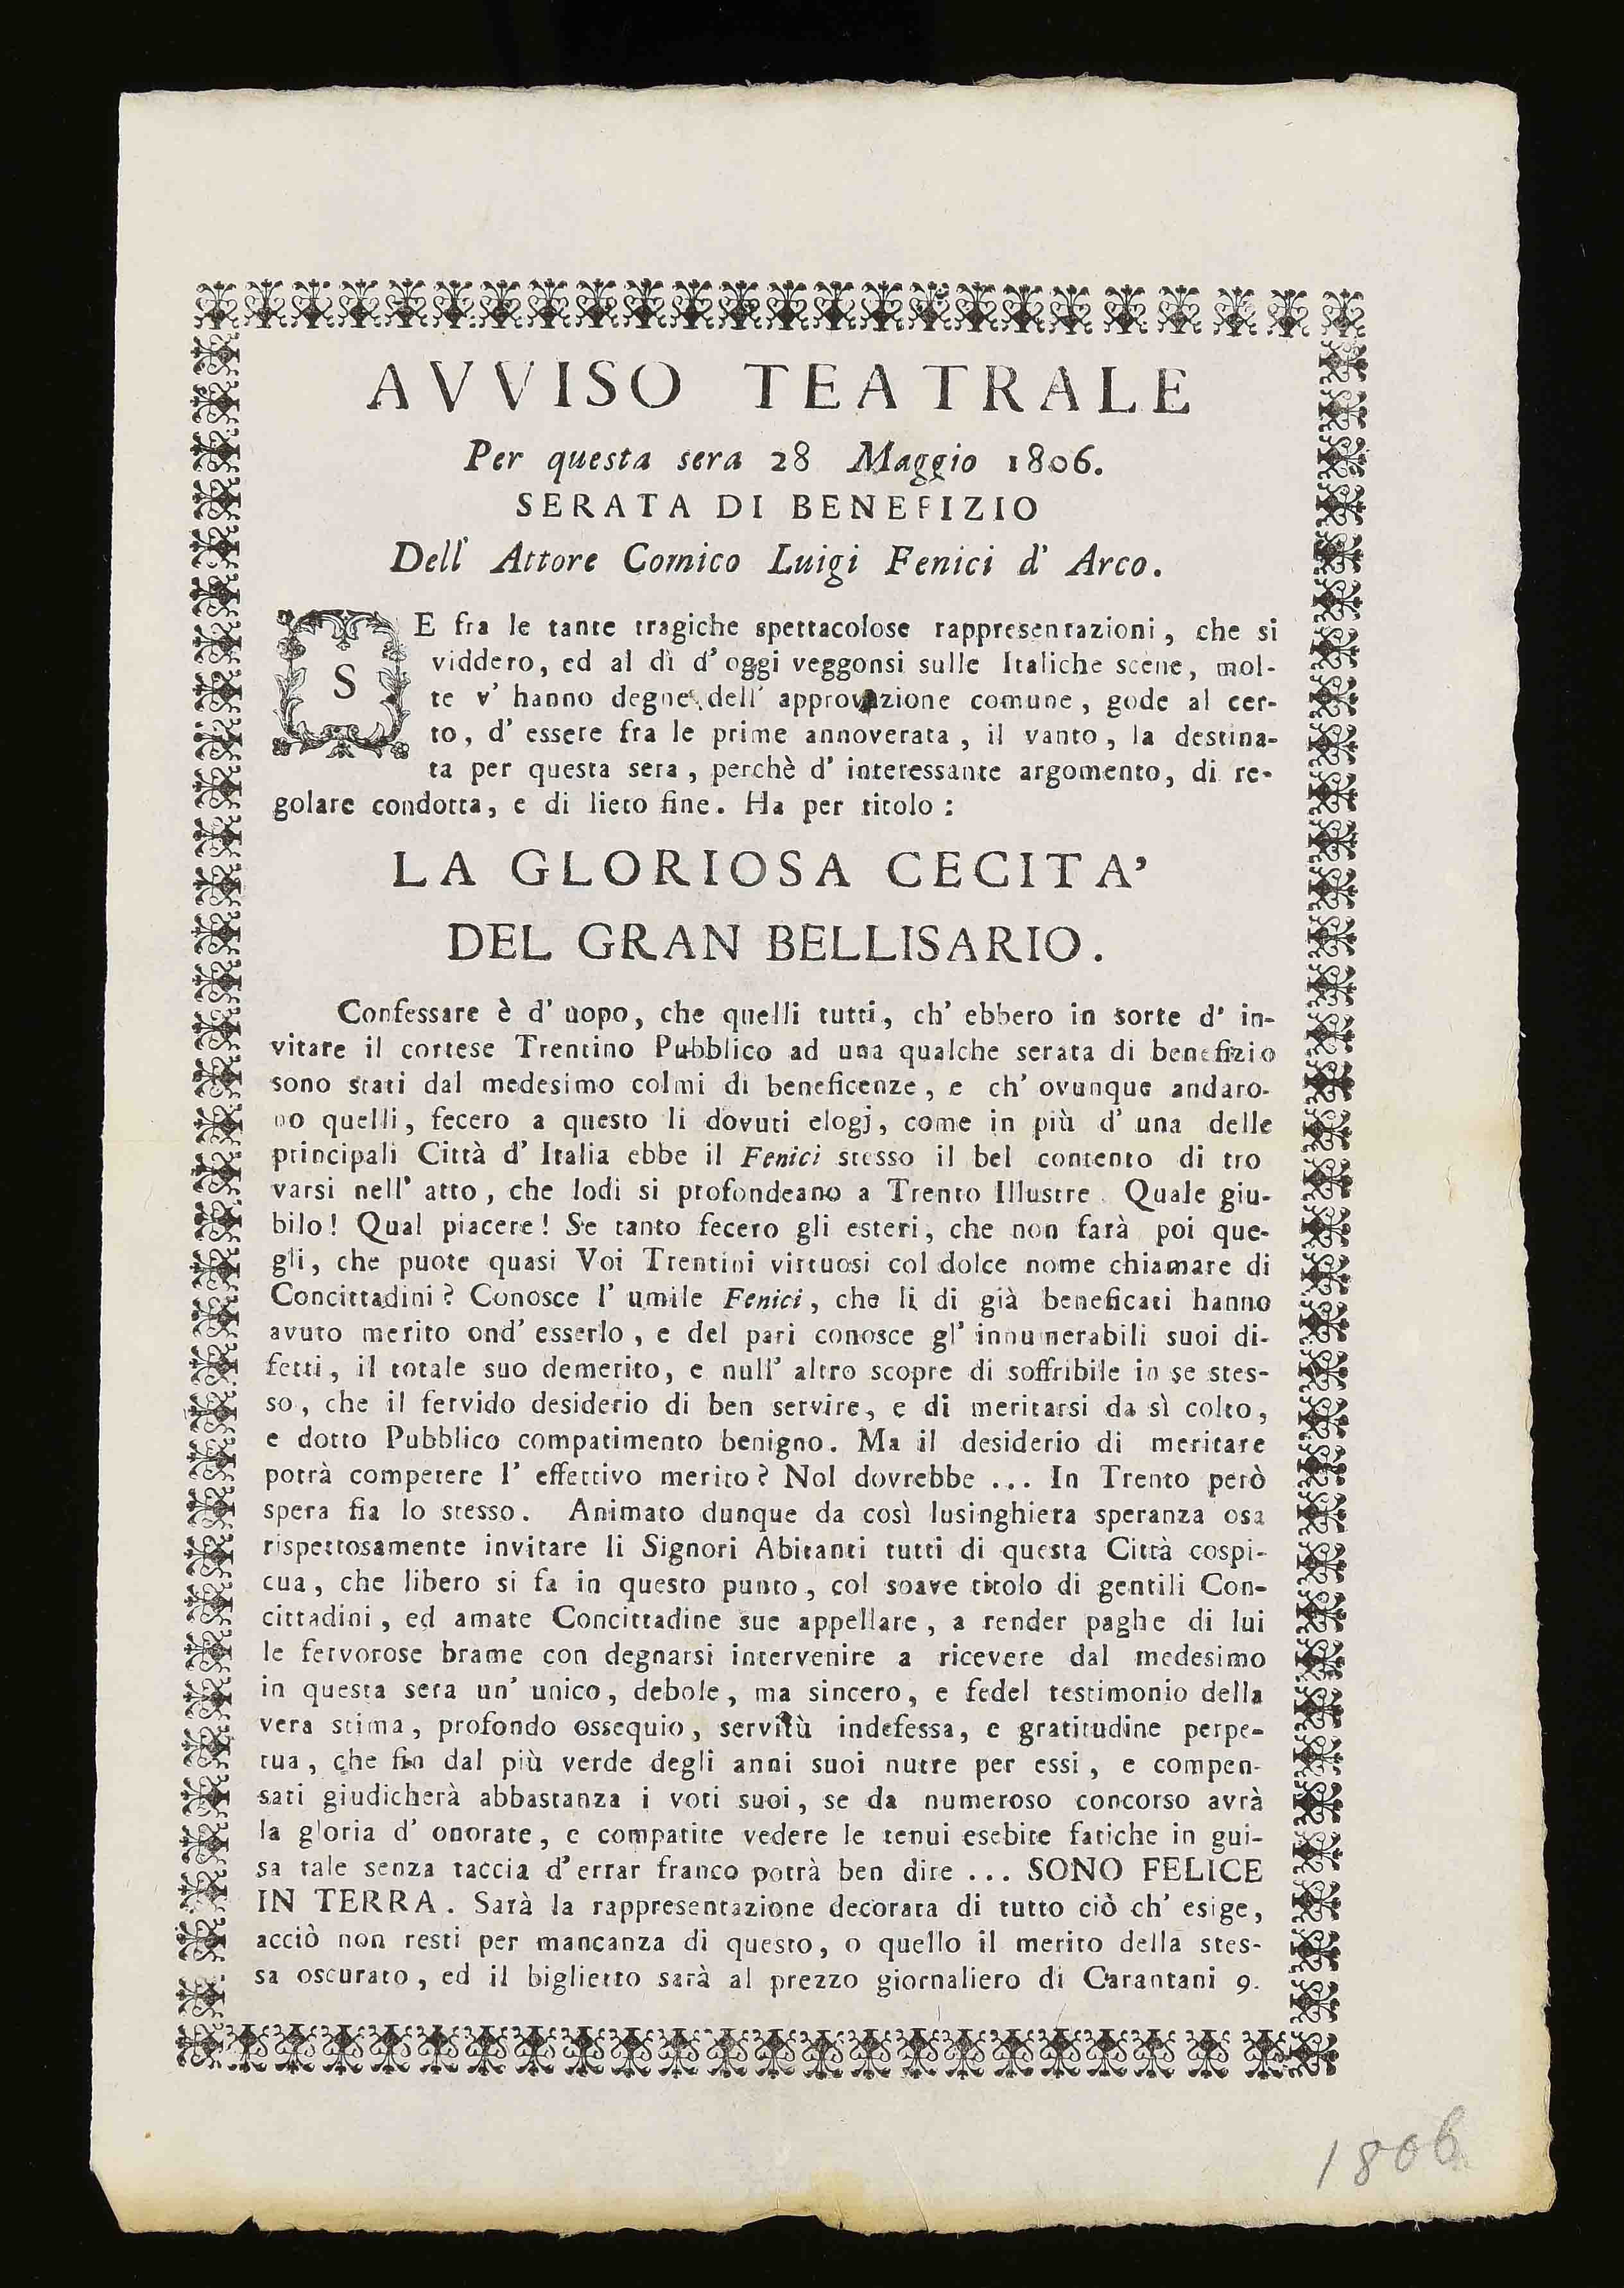 AVVISO TEATRALE
Per questa sera 28 Maggio 1806.
SERATA DI BENEFIZIO
Dell' Attore Comico Luigi Fenici d' Arco.
SE fra le tante tragiche spettacolose rappresentazioni, che si
viddero, ed al dì d' oggi veggonsi sulle Italiche scene, mol-
te v' hanno degne dell' approvazione comune, gode al cer-
to, d' essere fra le prime annoverata, il vanto, la destina-
ta per questa sera, perchè d' interessante argomento, di re-
golare condotta, e di lieto fine. Ha per titolo:
LA GLORIOSA CECITA'
DEL GRAN BELLISARIO.
Confessare è d' uopo, che quelli tutti, ch' ebbero in sorte d' in-
vitare il cortese Trentino Pubblico ad una qualche serata di benefizio
sono stati dal medesimo colmi di beneficenze, e ch' ovunque andaro-
no quelli, fecero a questo li dovuti elogj, come in più d' una delle
principali Città d' Italia ebbe il Fenici stesso il bel contento di tro
varsi nell' atto, che lodi si profondeano a Trento Illustre. Quale giu-
bilo! Qual piacere! Se tanto fecero gli esteri, che non farà poi que-
gli, che puote quasi Voi Trentini virtuosi col dolce nome chiamare di
Concittadini? Conosce l' umile Fenici, che li di già beneficati hanno
avuto merito ond' esserlo, e del pari conosce gl' innumerabili suoi di-
fetti, il totale suo demerito, e null' altro scopre di soffribile in se stes-
so, che il fervido desiderio di ben servire, e di meritarsi da sì colto,
e dotto Pubblico compatimento benigno. Ma il desiderio di meritare
potrà competere l' effettivo merito? Nol dovrebbe ... In Trento però
spera fia lo stesso. Animato dunque da così lusinghiera speranza osa
rispettosamente invitare li Signori Abitanti tutti di questa Città cospi-
cua, che libero si fa in questo punto, col soave titolo di gentili Con-
cittadini, ed amate Concittadine sue appellare, a render paghe di lui
le fervorose brame con degnarsi intervenire a ricevere dal medesimo
in questa sera un' unico, debole, ma sincero, e fedel testimonio della
vera stima, profondo ossequio, servitù indefessa, e gratitudine perpe-
tua, che fin dal più verde degli anni suoi nutre per essi, e compen-
sati giudicherà abbastanza i voti suoi, se da numeroso concorso avrà
la gloria d' onorate, e compatite vedere le tenui esebite fatiche in gui-
sa tale senza taccia d' errar franco potrà ben dire ... SONO FELICE
IN TERRA. Sarà la rappresentazione decorata di tutto ciò ch' esige,
acciò non resti per mancanza di questo, o quello il merito della stes-
sa oscurato, ed il biglietto sarà al prezzo giornaliero di Carantani 9.
1806